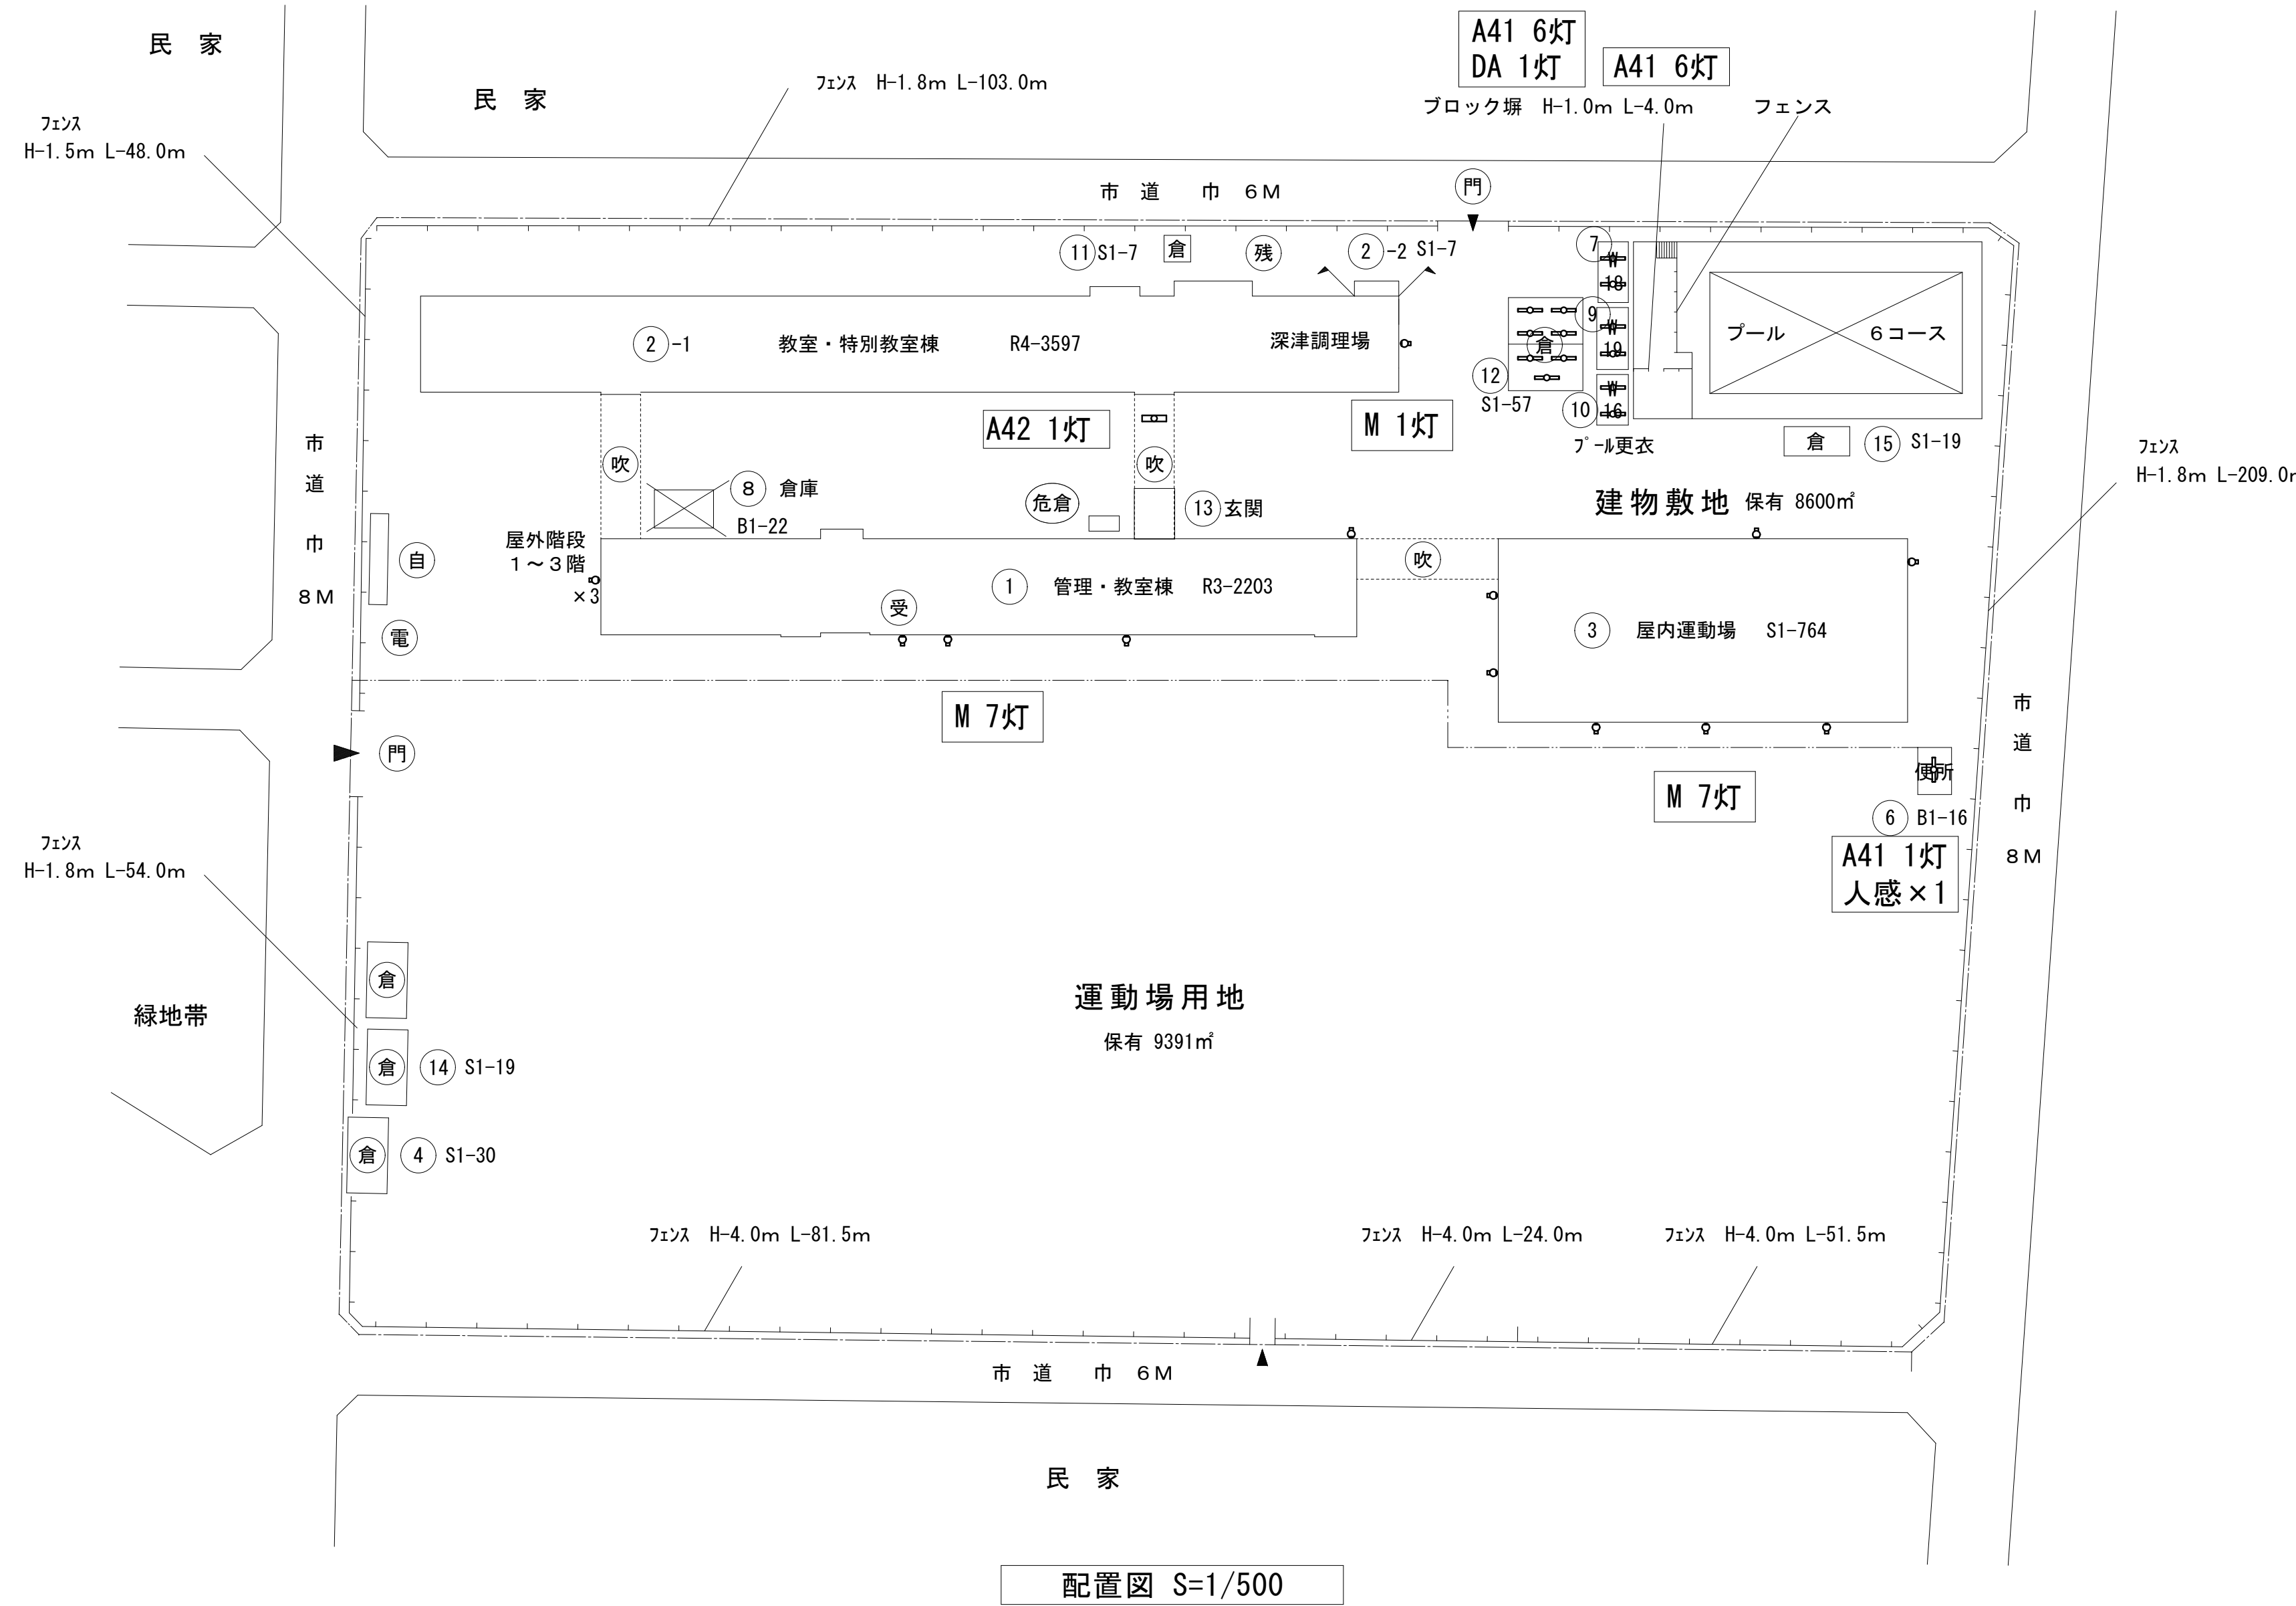 民　家
民　家
A41 6灯
DA 1灯
A41 6灯
フェンス　H-1.8m L-103.0m
ブロック塀　H-1.0m L-4.0m
フェンス
フェンス
H-1.5m L-48.0m
市　道　　巾　6M
門
11 S1-7
倉
残
2 -2 S1-7
7
W
18
9
W
19
10
W
16
倉
12
S1-57
プール更衣
プール　6コース
2 -1　教室・特別教室棟　R4-3597
深津調理場
倉
15 S1-19
フェンス
H-1.8m L-209.0m
A42 1灯
M 1灯
市
道
巾
8M
吹
吹
8 倉庫
B1-22
危倉
13 玄関
建物敷地 保有 8600㎡
屋外階段
1～3階
×3
自
電
吹
1　管理・教室棟　R3-2203
受
3　屋内運動場　S1-764
M 7灯
門
M 7灯
便所
6 B1-16
A41 1灯
人感×1
市
道
巾
8M
フェンス
H-1.8m L-54.0m
緑地帯
倉
倉
14 S1-19
倉
4 S1-30
運動場用地
保有 9391㎡
フェンス　H-4.0m L-81.5m
フェンス　H-4.0m L-24.0m
フェンス　H-4.0m L-51.5m
市　道　　巾　6M
民　家
配置図 S=1/500